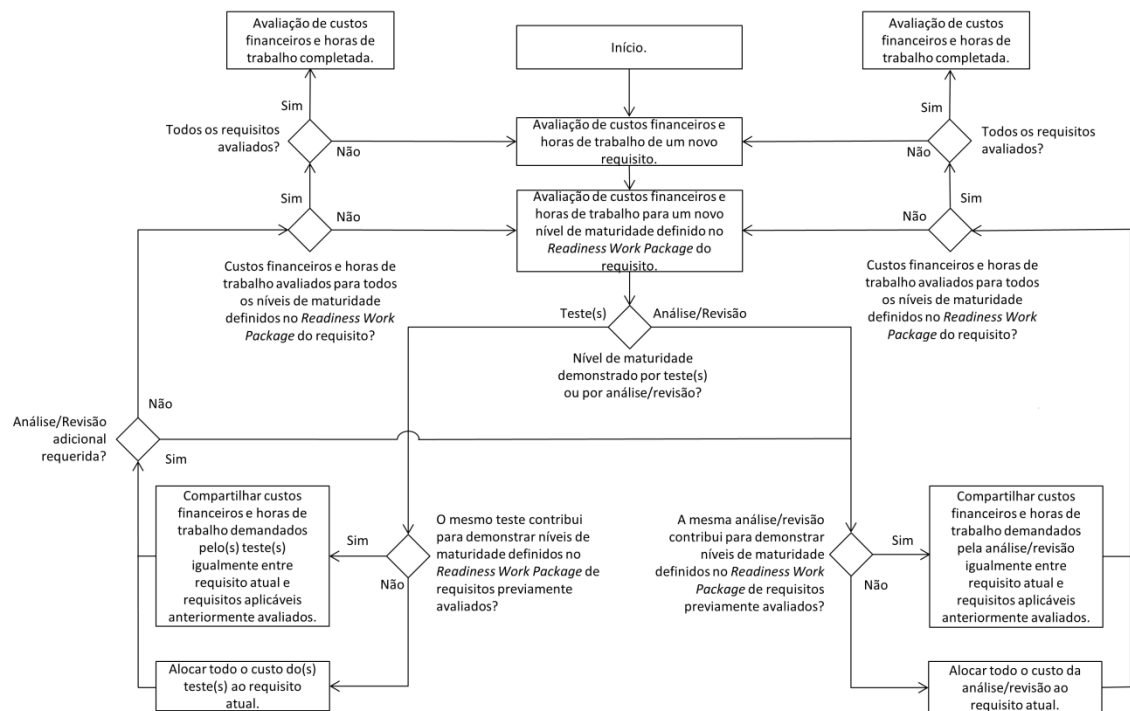 Avaliação de custos
financeiros e horas de
trabalho completada.
Início.
Avaliação de custos
financeiros e horas de
trabalho completada.
Sim
Sim
Todos os requisitos
avaliados?
Não
Avaliação de custos financeiros e
horas de trabalho de um novo
requisito.
Não
Todos os requisitos
avaliados?
Sim
Sim
Não
Avaliação de custos financeiros e
horas de trabalho para um novo
nível de maturidade definido no
Readiness Work Package do
requisito.
Não
Custos financeiros e horas de
trabalho avaliados para todos
os níveis de maturidade
definidos no Readiness Work
Package do requisito?
Custos financeiros e horas de
trabalho avaliados para todos
os níveis de maturidade
definidos no Readiness Work
Package do requisito?
Teste(s)
Análise/Revisão
Nível de maturidade
demonstrado por teste(s)
ou por análise/revisão?
Não
Análise/Revisão
adicional
requerida?
Sim
Compartilhar custos
financeiros e horas de
trabalho demandados
pelo(s) teste(s)
igualmente entre
requisito atual e
requisitos aplicáveis
anteriormente avaliados.
Sim
Não
O mesmo teste contribui
para demonstrar níveis de
maturidade definidos no
Readiness Work Package de
requisitos previamente
avaliados?
A mesma análise/revisão
contribui para demonstrar
níveis de maturidade
definidos no Readiness Work
Package de requisitos
previamente avaliados?
Sim
Não
Compartilhar custos
financeiros e horas de
trabalho demandados
pela análise/revisão
igualmente entre
requisito atual e
requisitos aplicáveis
anteriormente avaliados.
Alocar todo o custo do(s)
teste(s) ao requisito
atual.
Alocar todo o custo da
análise/revisão ao
requisito atual.